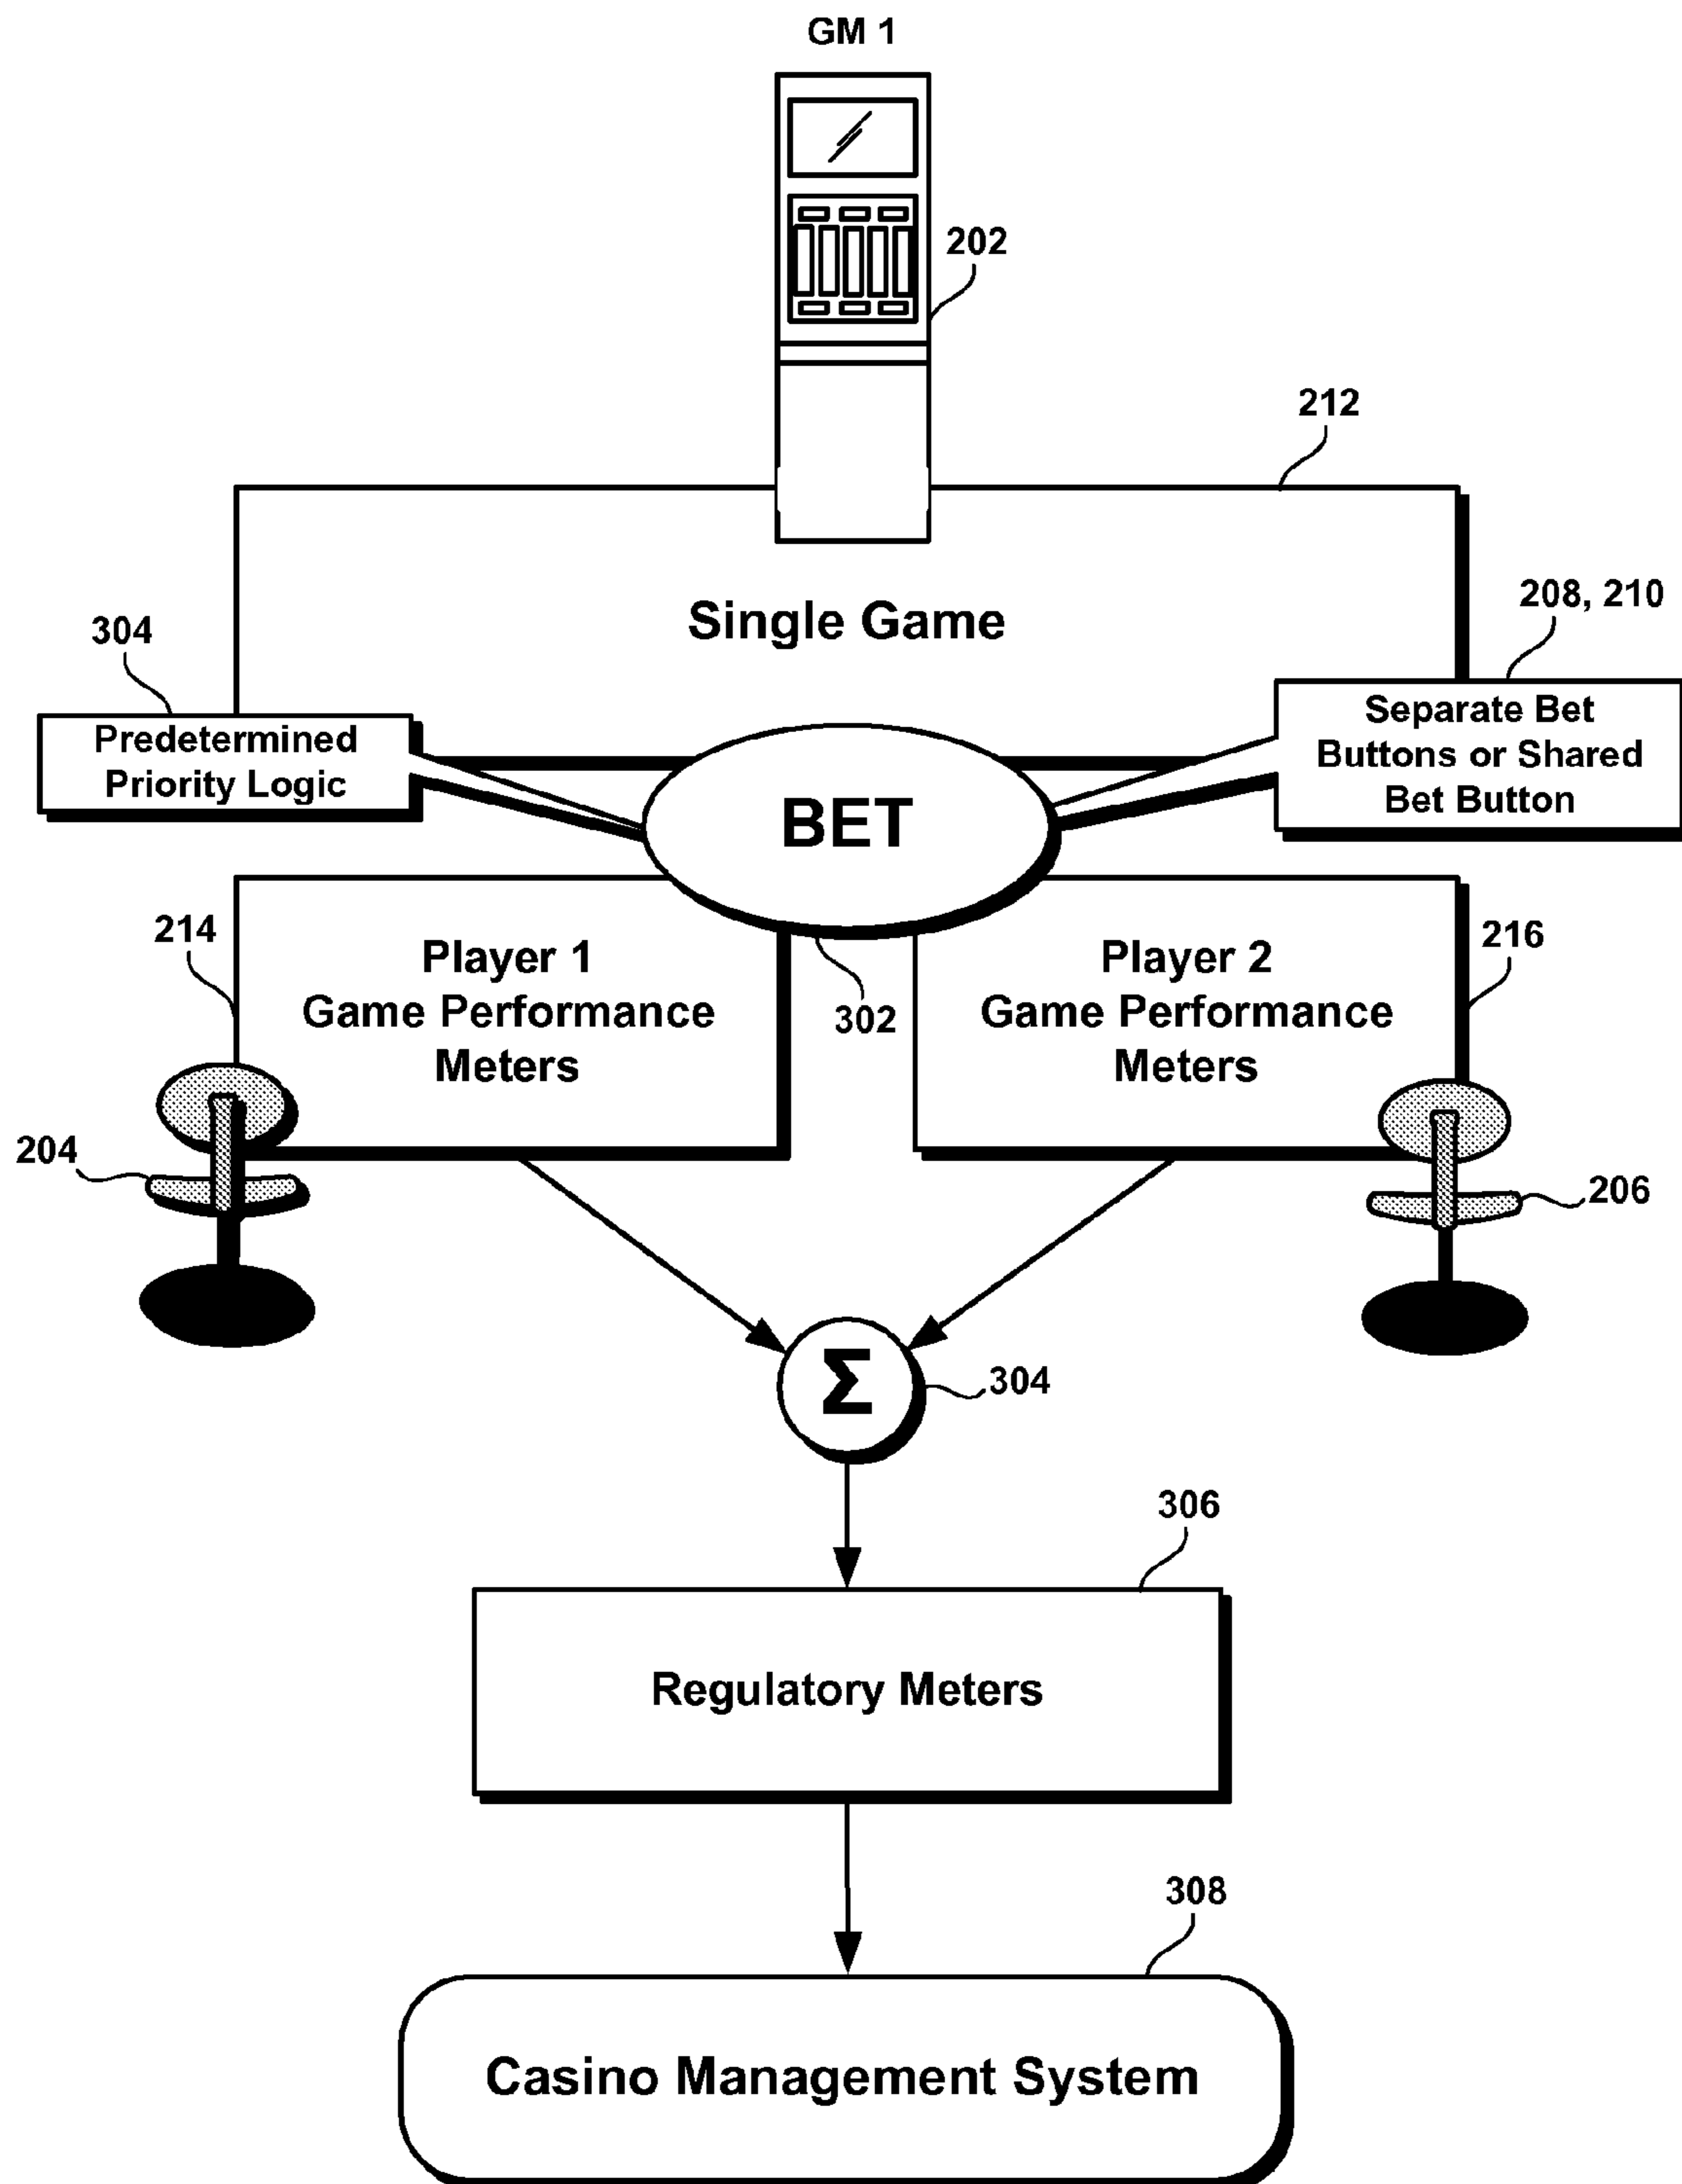 GM 1
202
212
208, 210
Single Game
304
Predetermined
Priority Logic
Separate Bet
Buttons or Shared
Bet Button
BET
214
Player 1
Game Performance
Meters
302
Player 2
Game Performance
Meters
216
204
206
Σ
304
306
Regulatory Meters
308
Casino Management System